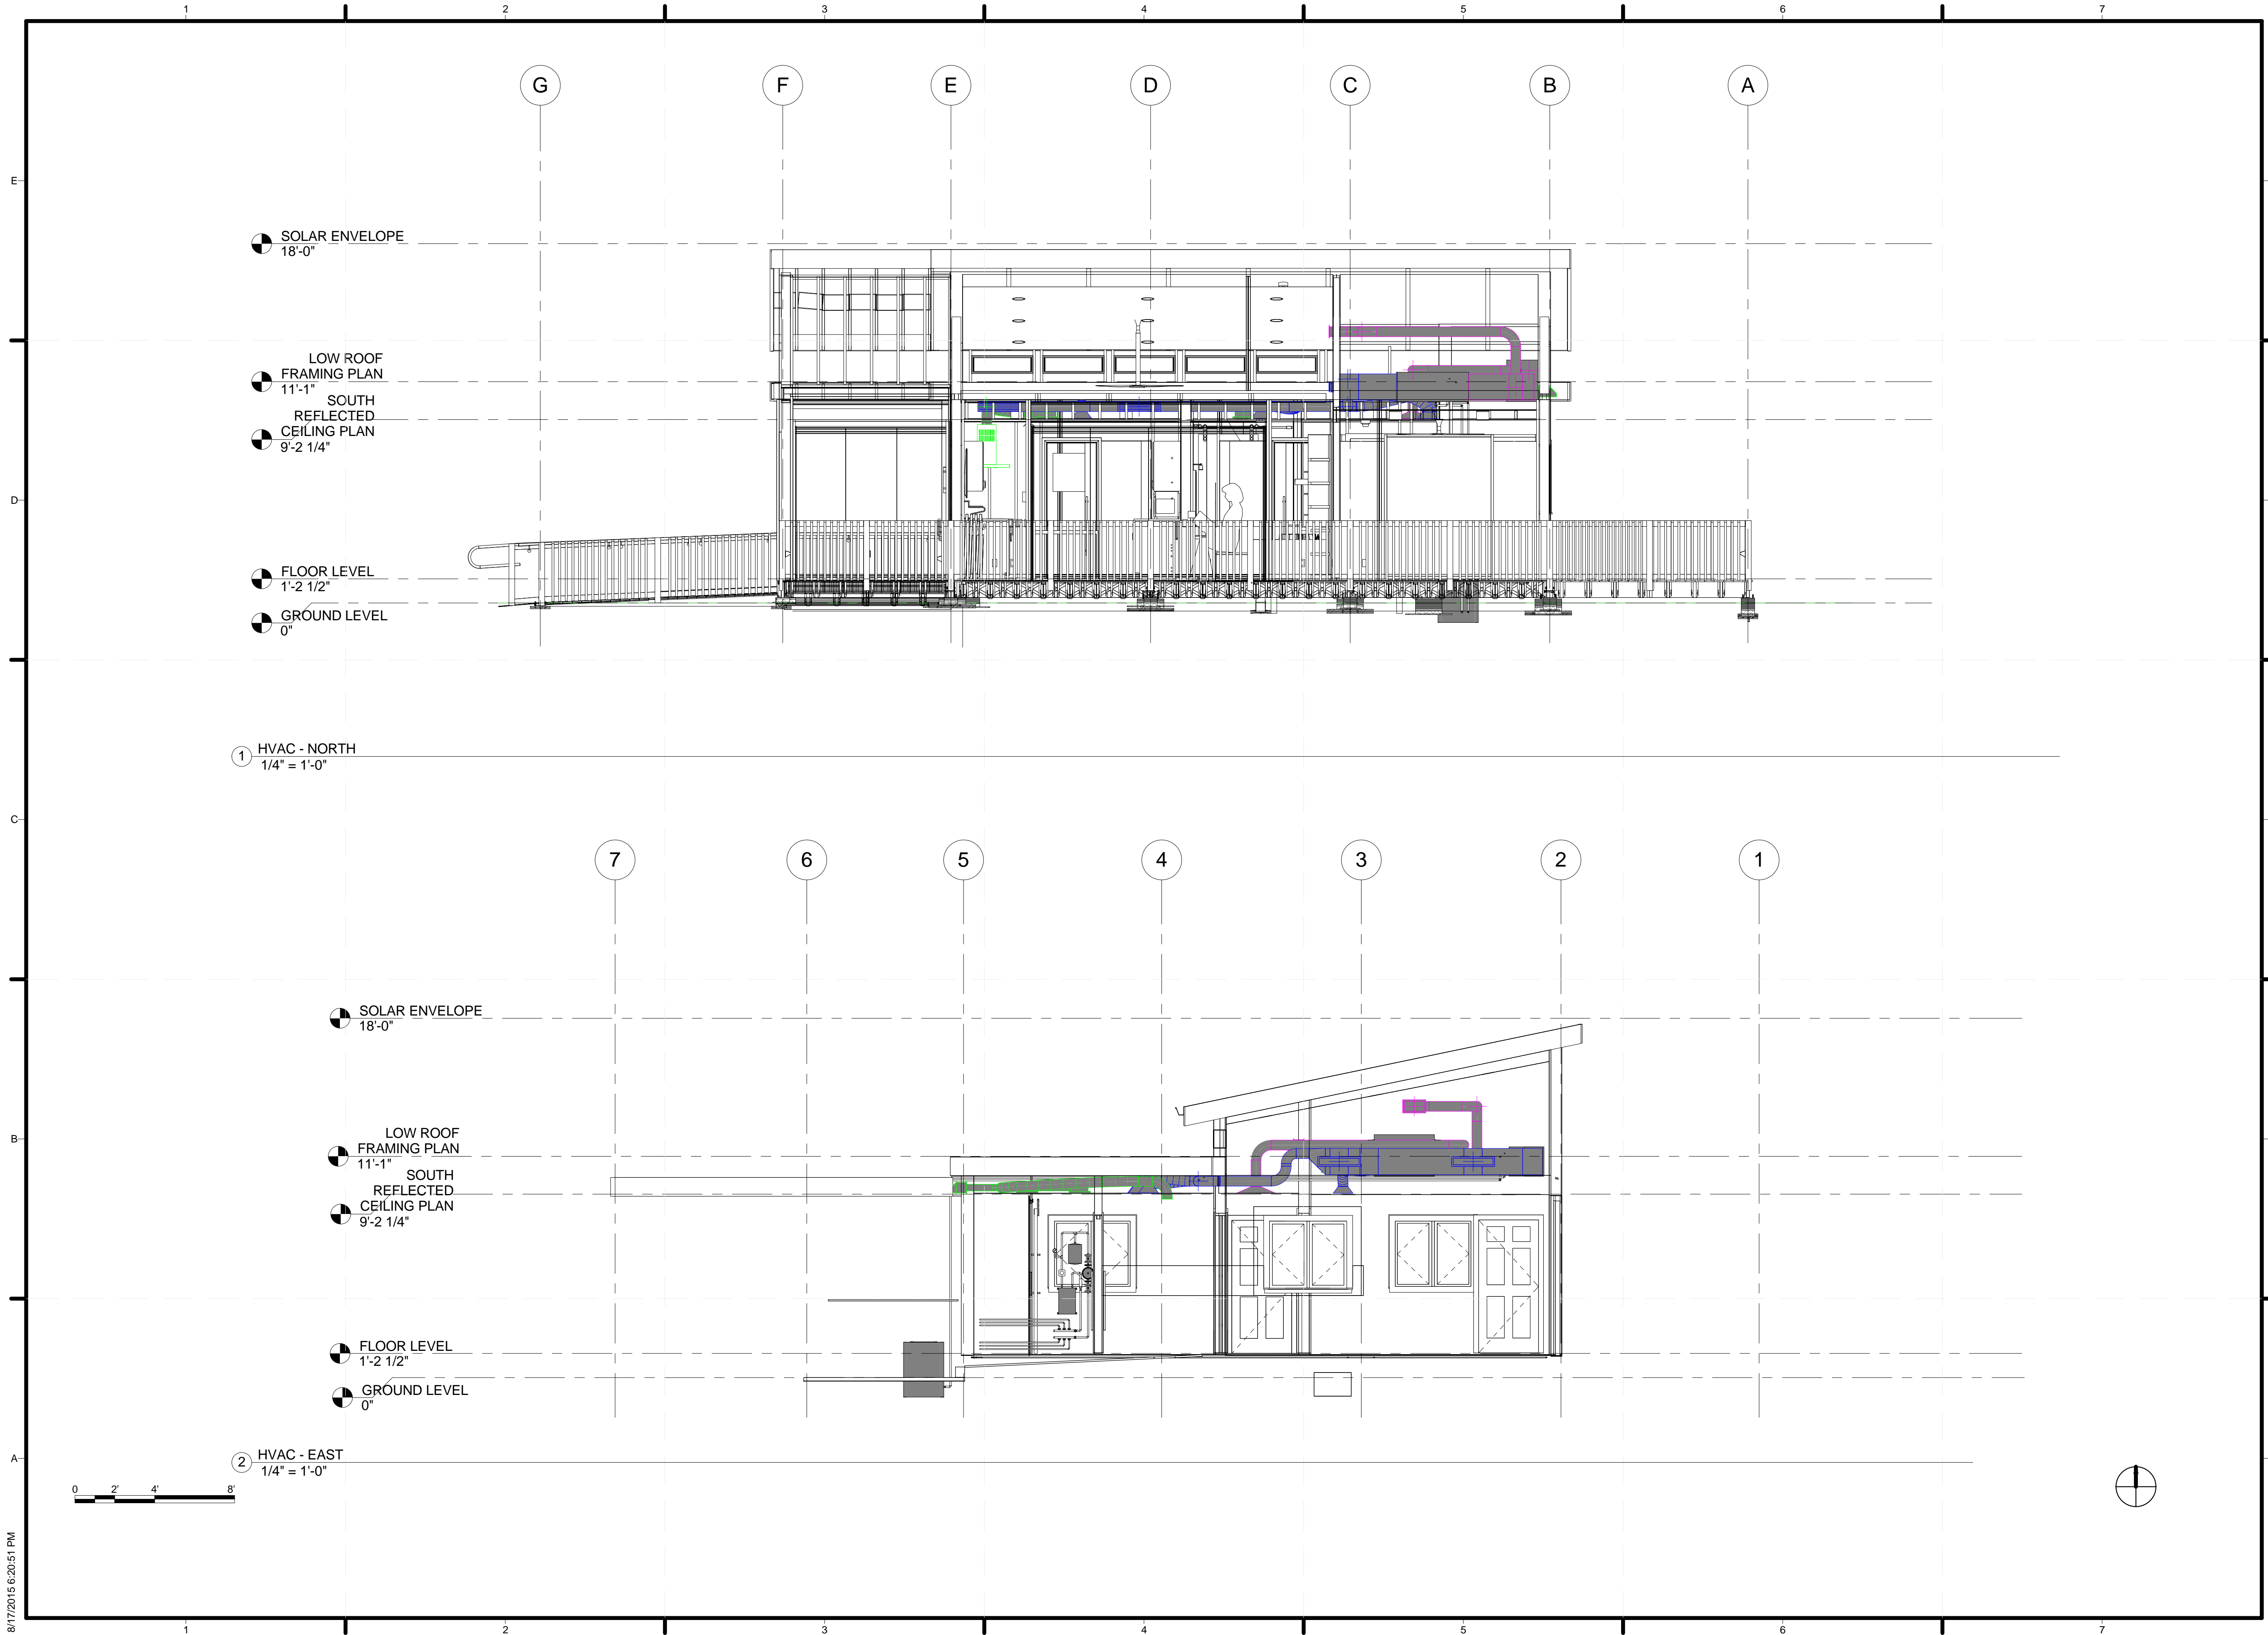 1 2 3 4 5 6 7
G F E D C B A
E
SOLAR ENVELOPE
18'-0"
LOW ROOF
FRAMING PLAN
11'-1"
SOUTH
REFLECTED
CEILING PLAN
9'-2 1/4"
D
FLOOR LEVEL
1'-2 1/2"
GROUND LEVEL
0"
1 HVAC - NORTH
1/4" = 1'-0"
C
7 6 5 4 3 2 1
SOLAR ENVELOPE
18'-0"
B
LOW ROOF
FRAMING PLAN
11'-1"
SOUTH
REFLECTED
CEILING PLAN
9'-2 1/4"
FLOOR LEVEL
1'-2 1/2"
GROUND LEVEL
0"
A
2 HVAC - EAST
1/4" = 1'-0"
0 2' 4' 8'
8/17/2015 6:20:51 PM
1 2 3 4 5 6 7